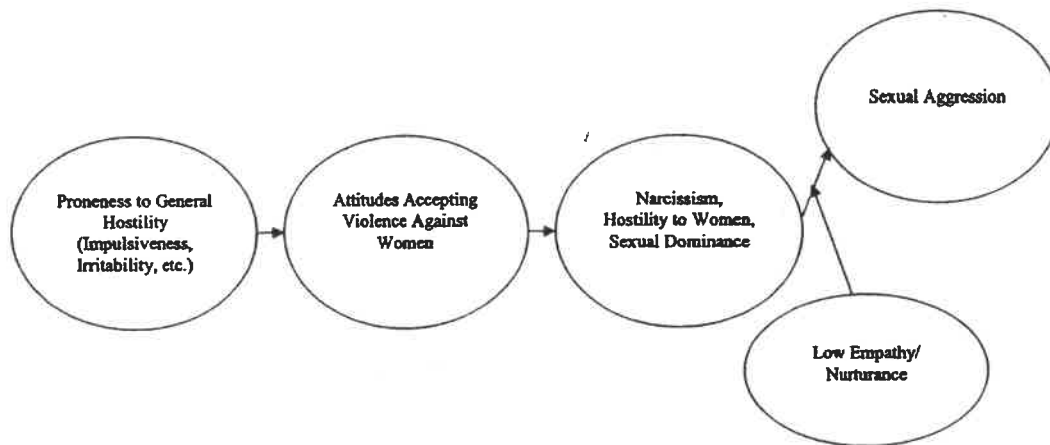 Sexual Aggression
Proneness to General
Hostility
(Impulsiveness,
Irritability, etc.)
Attitudes Accepting
Violence Against
Women
Narcissism,
Hostility to Women,
Sexual Dominance
Low Empathy/
Nurturance